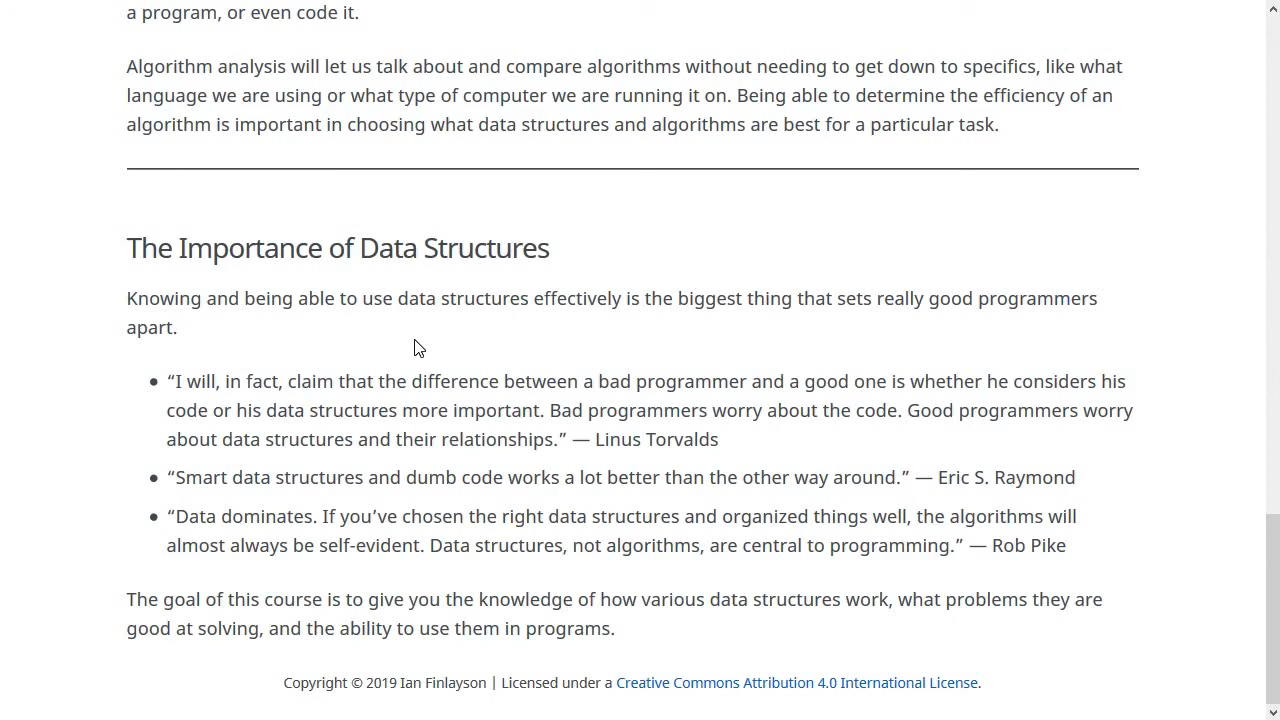 a program, or even code it.
Algorithm analysis will let us talk about and compare algorithms without needing to get down to specifics, like what
language we are using or what type of computer we are running it on. Being able to determine the efficiency of an
algorithm is important in choosing what data structures and algorithms are best for a particular task.
The Importance of Data Structures
Knowing and being able to use data structures effectively is the biggest thing that sets really good programmers
apart.
• “I will, in fact, claim that the difference between a bad programmer and a good one is whether he considers his
code or his data structures more important. Bad programmers worry about the code. Good programmers worry
about data structures and their relationships.” — Linus Torvalds
• “Smart data structures and dumb code works a lot better than the other way around.” — Eric S. Raymond
• “Data dominates. If you’ve chosen the right data structures and organized things well, the algorithms will
almost always be self-evident. Data structures, not algorithms, are central to programming.” — Rob Pike
The goal of this course is to give you the knowledge of how various data structures work, what problems they are
good at solving, and the ability to use them in programs.
Copyright © 2019 Ian Finlayson | Licensed under a Creative Commons Attribution 4.0 International License.